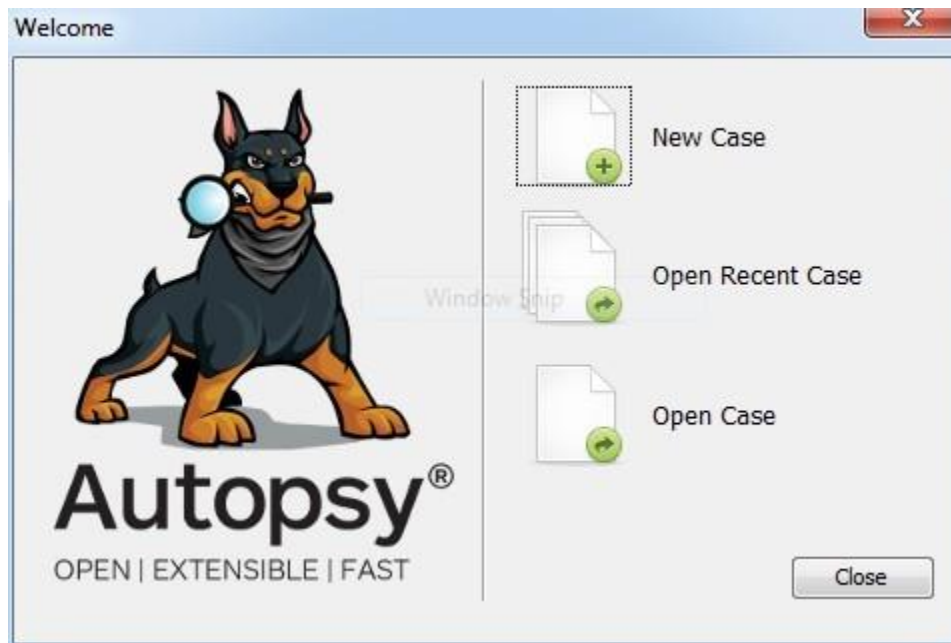 Welcome
New Case
Open Recent Case
Window Snip
Open Case
Autopsy®
OPEN | EXTENSIBLE | FAST
Close